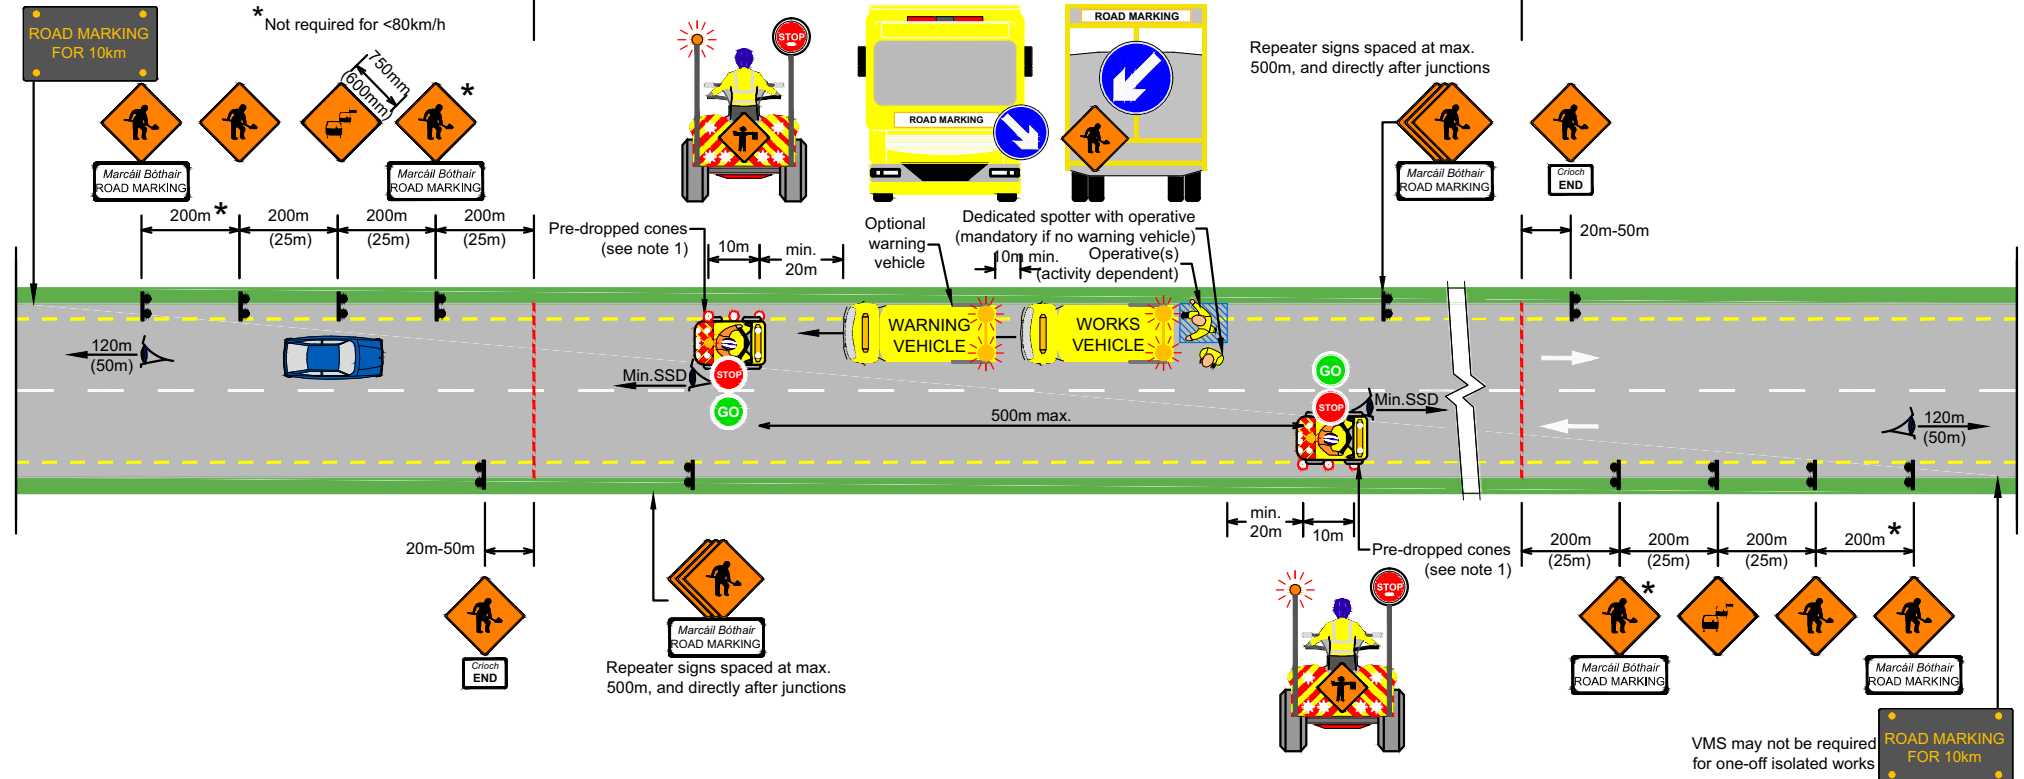 ROAD MARKING
FOR 10km
*Not required for <80km/h
750mm
(600mm)
*
Marcáil Bóthair
ROAD MARKING
Marcáil Bóthair
ROAD MARKING
200m*
200m
(25m)
200m
(25m)
200m
(25m)
STOP
ROAD MARKING
ROAD MARKING
Repeater signs spaced at max.
500m, and directly after junctions
Marcáil Bóthair
ROAD MARKING
Críoch
END
20m-50m
Pre-dropped cones
(see note 1)
10m
min.
20m
Optional
warning
vehicle
Dedicated spotter with operative
(mandatory if no warning vehicle)
10m min.
Operative(s)
(activity dependent)
120m
(50m)
Min.SSD
STOP
GO
WARNING
VEHICLE
WORKS
VEHICLE
500m max.
GO
STOP
Min.SSD
120m
(50m)
20m-50m
Críoch
END
Marcáil Bóthair
ROAD MARKING
Repeater signs spaced at max.
500m, and directly after junctions
min.
20m
10m
Pre-dropped cones
(see note 1)
STOP
200m
(25m)
200m
(25m)
200m
(25m)
200m*
*
Marcáil Bóthair
ROAD MARKING
Marcáil Bóthair
ROAD MARKING
VMS may not be required
for one-off isolated works
ROAD MARKING
FOR 10km